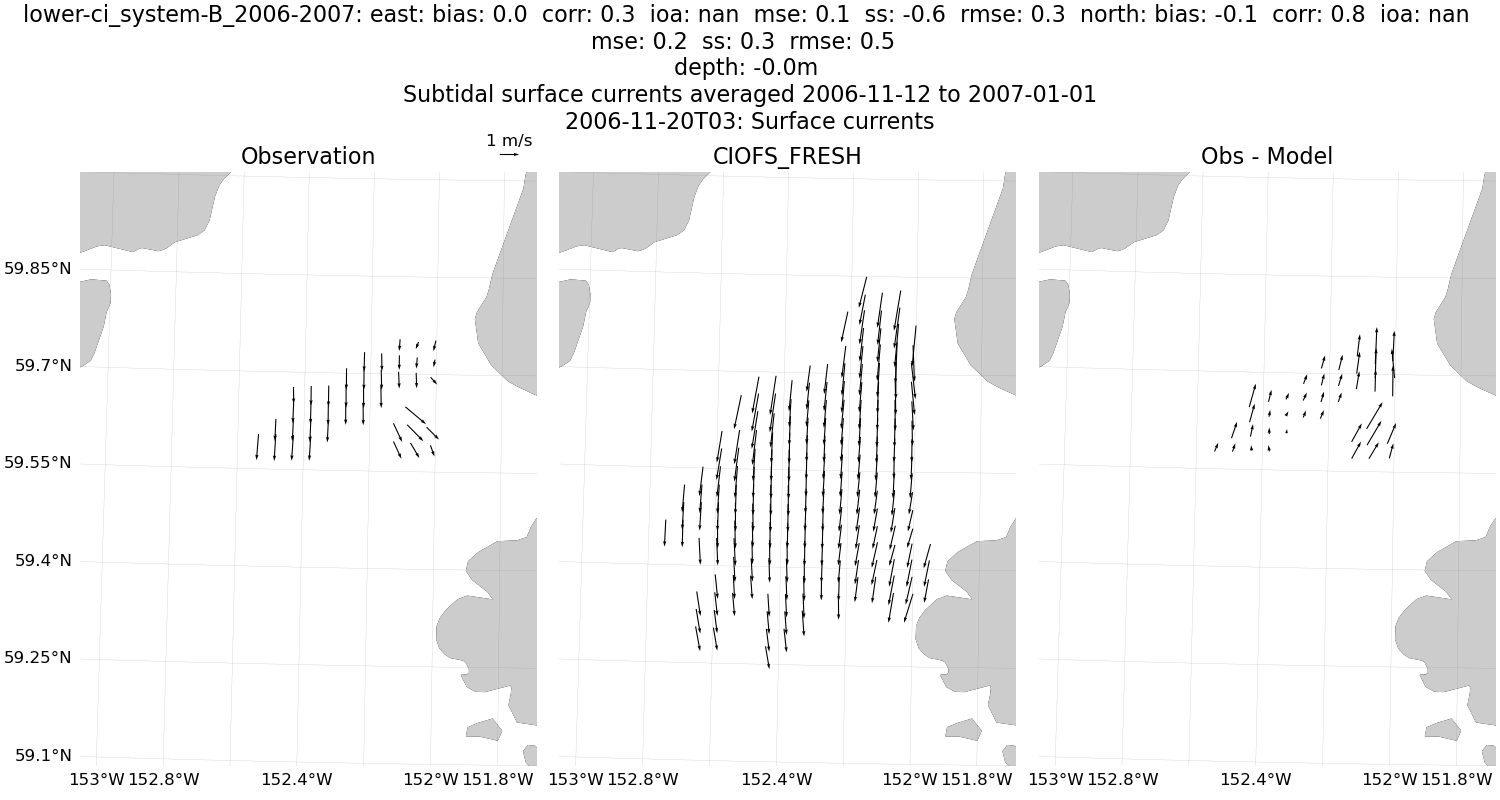 lower-ci_system-B_2006-2007: east: bias: 0.0  corr: 0.3  ioa: nan  mse: 0.1  ss: -0.6  rmse: 0.3  north: bias: -0.1  corr: 0.8  ioa: nan
mse: 0.2  ss: 0.3  rmse: 0.5
depth: -0.0m
Subtidal surface currents averaged 2006-11-12 to 2007-01-01
2006-11-20T03: Surface currents
1 m/s
Observation
CIOFS_FRESH
Obs - Model
59.85°N
59.7°N
59.55°N
59.4°N
59.25°N
59.1°N
153°W 152.8°W 152.4°W 152°W 151.8°W
153°W 152.8°W 152.4°W 152°W 151.8°W
153°W 152.8°W 152.4°W 152°W 151.8°W